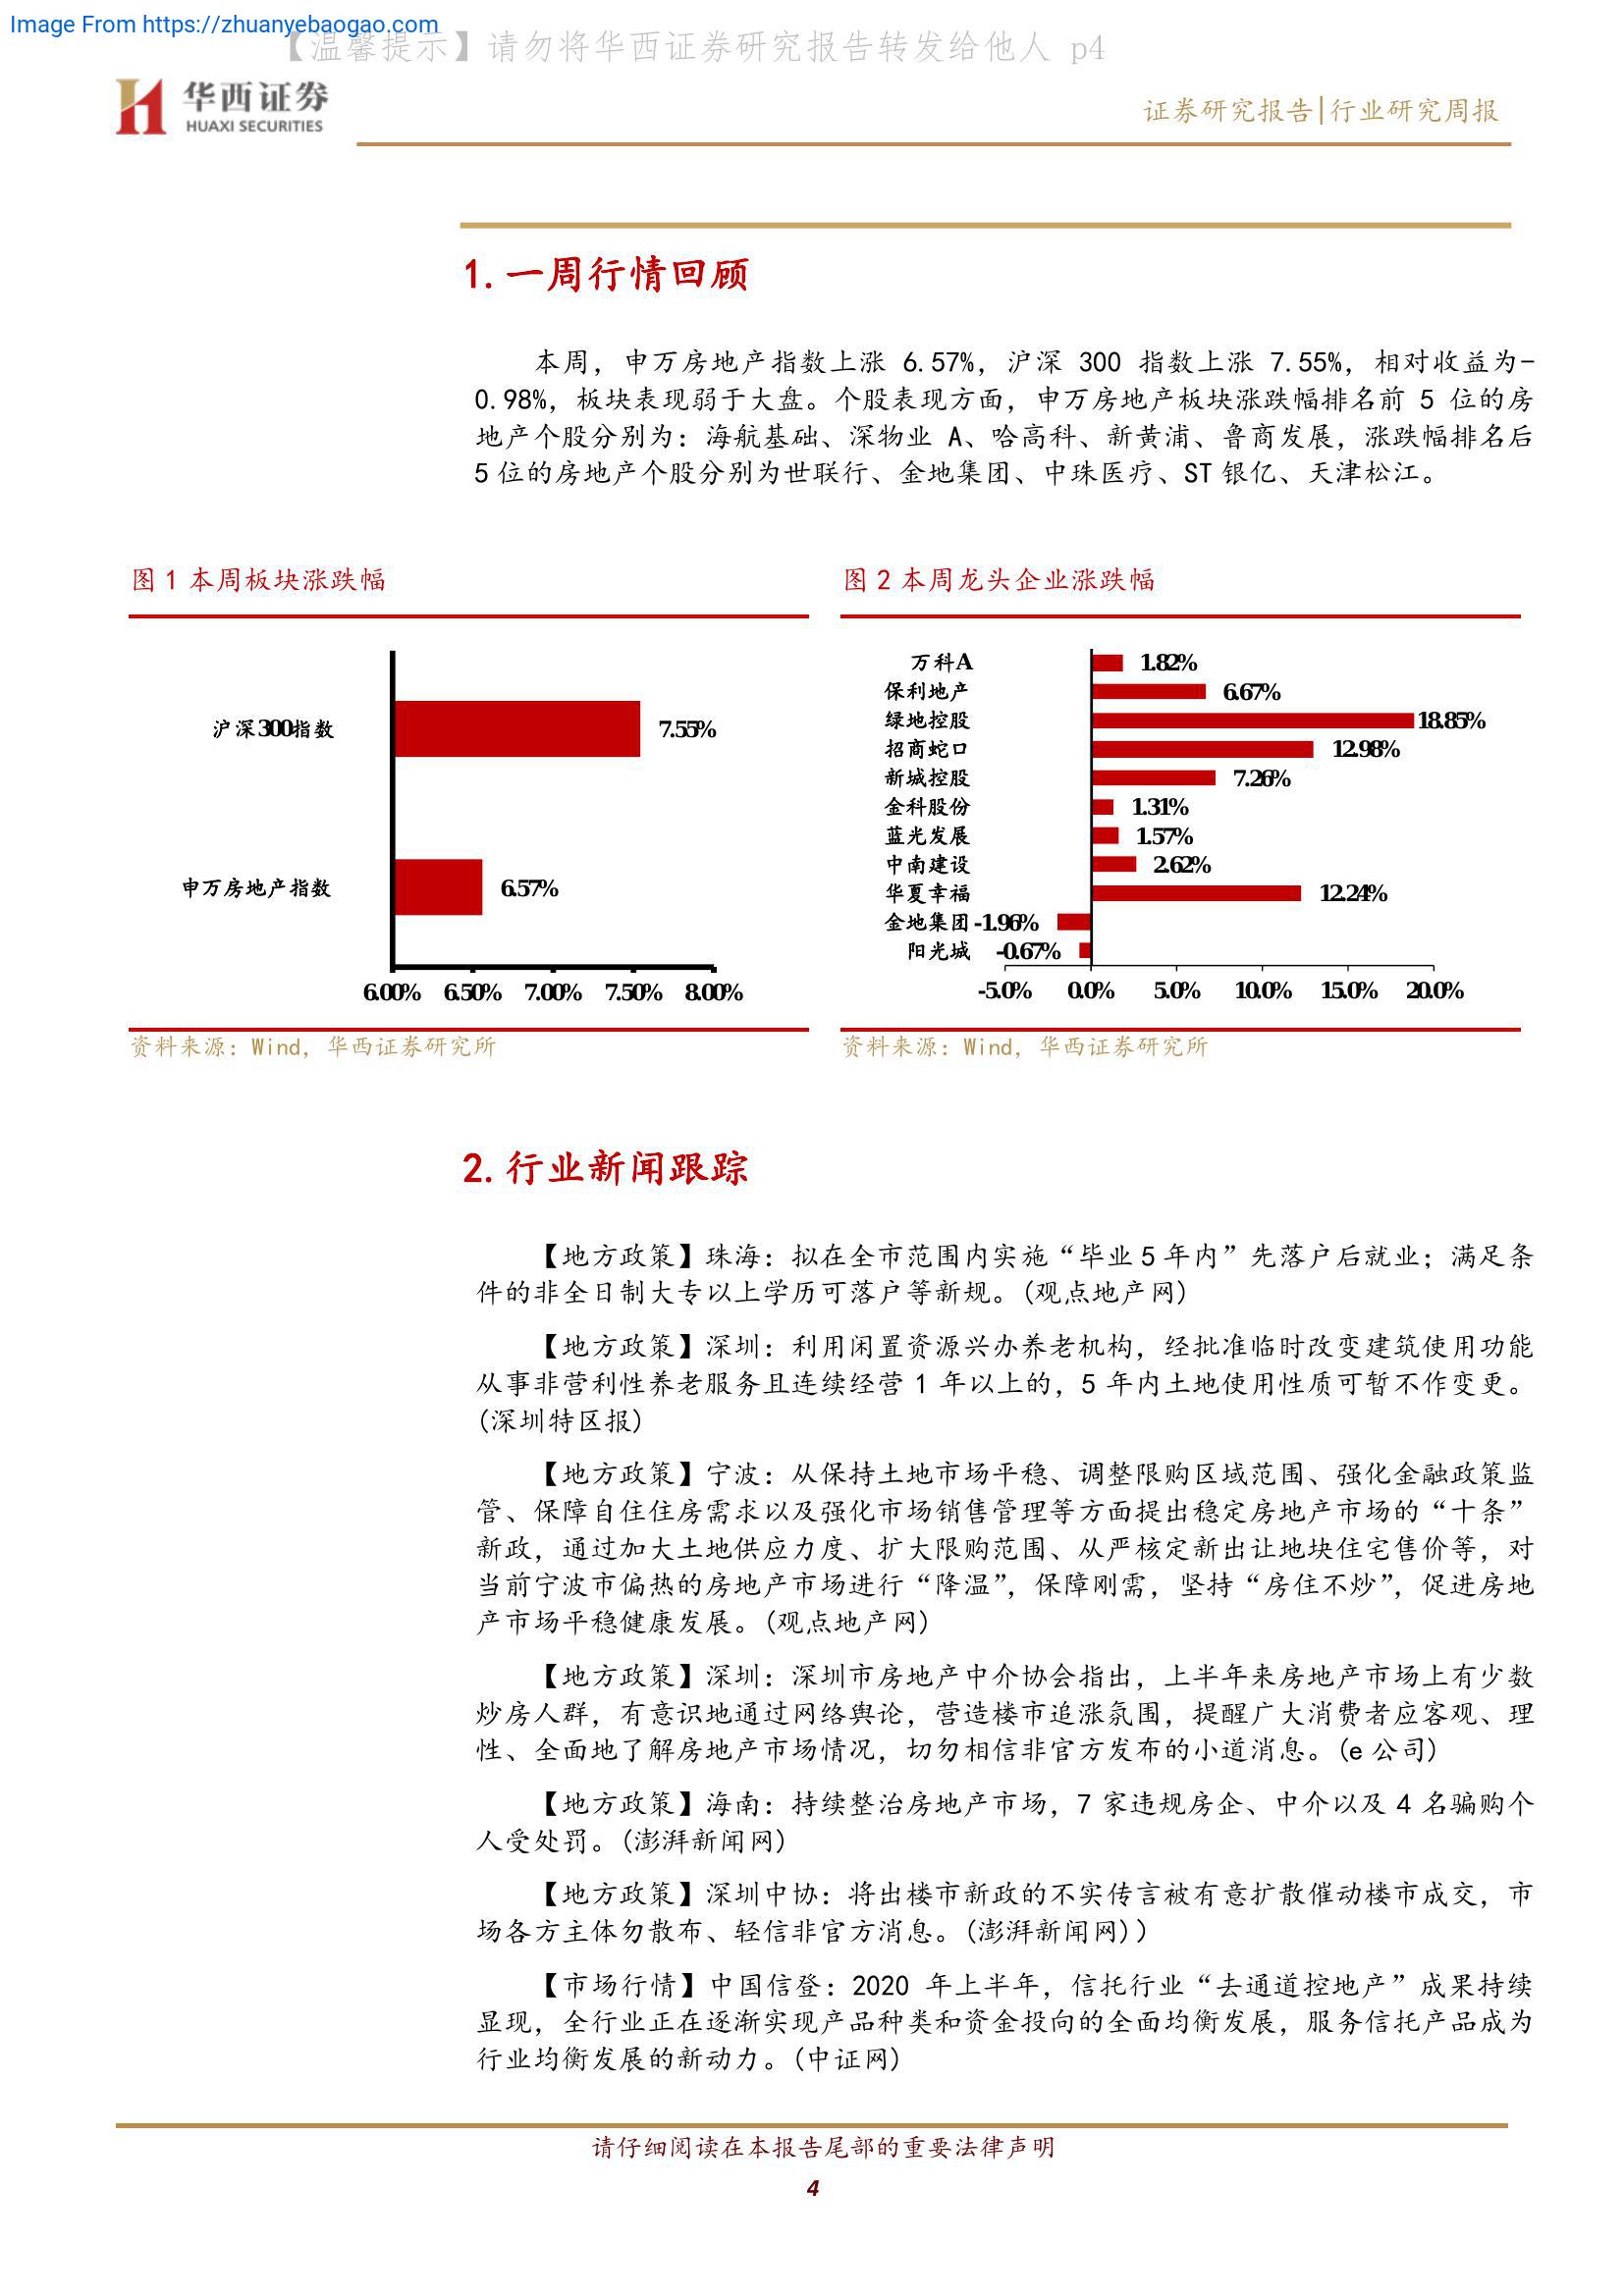 Image From https://zhuanyebaogao.com
【温馨提示】请勿将华西证券研究报告转发给他人 p4
华西证券
HUAXI SECURITIES
证券研究报告|行业研究周报
1.一周行情回顾
本周，申万房地产指数上涨 6.57%，沪深 300 指数上涨 7.55%，相对收益为-
0.98%，板块表现弱于大盘。个股表现方面，申万房地产板块涨跌幅排名前 5 位的房
地产个股分别为：海航基础、深物业 A、哈高科、新黄浦、鲁商发展，涨跌幅排名后
5 位的房地产个股分别为世联行、金地集团、中珠医疗、ST 银亿、天津松江。
图 1 本周板块涨跌幅
沪深300指数
7.55%
申万房地产指数
6.57%
6.00% 6.50% 7.00% 7.50% 8.00%
资料来源：Wind，华西证券研究所
图 2 本周龙头企业涨跌幅
万科A 1.82%
保利地产 6.67%
绿地控股 18.85%
招商蛇口 12.98%
新城控股 7.26%
金科股份 1.31%
蓝光发展 1.57%
中南建设 2.62%
华夏幸福 12.24%
金地集团 -1.96%
阳光城 -0.67%
-5.0% 0.0% 5.0% 10.0% 15.0% 20.0%
资料来源：Wind，华西证券研究所
2.行业新闻跟踪
【地方政策】珠海：拟在全市范围内实施“毕业 5 年内”先落户后就业；满足条
件的非全日制大专以上学历可落户等新规。(观点地产网)
【地方政策】深圳：利用闲置资源兴办养老机构，经批准临时改变建筑使用功能
从事非营利性养老服务且连续经营 1 年以上的，5 年内土地使用性质可暂不作变更。
(深圳特区报)
【地方政策】宁波：从保持土地市场平稳、调整限购区域范围、强化金融政策监
管、保障自住住房需求以及强化市场销售管理等方面提出稳定房地产市场的“十条”
新政，通过加大土地供应力度、扩大限购范围、从严核定新出让地块住宅售价等，对
当前宁波市偏热的房地产市场进行“降温”，保障刚需，坚持“房住不炒”，促进房地
产市场平稳健康发展。(观点地产网)
【地方政策】深圳：深圳市房地产中介协会指出，上半年来房地产市场上有少数
炒房人群，有意识地通过网络舆论，营造楼市追涨氛围，提醒广大消费者应客观、理
性、全面地了解房地产市场情况，切勿相信非官方发布的小道消息。(e 公司)
【地方政策】海南：持续整治房地产市场，7 家违规房企、中介以及 4 名骗购个
人受处罚。(澎湃新闻网)
【地方政策】深圳中协：将出楼市新政的不实传言被有意扩散催动楼市成交，市
场各方主体勿散布、轻信非官方消息。(澎湃新闻网))
【市场行情】中国信登：2020 年上半年，信托行业“去通道控地产”成果持续
显现，全行业正在逐渐实现产品种类和资金投向的全面均衡发展，服务信托产品成为
行业均衡发展的新动力。(中证网)
请仔细阅读在本报告尾部的重要法律声明
4